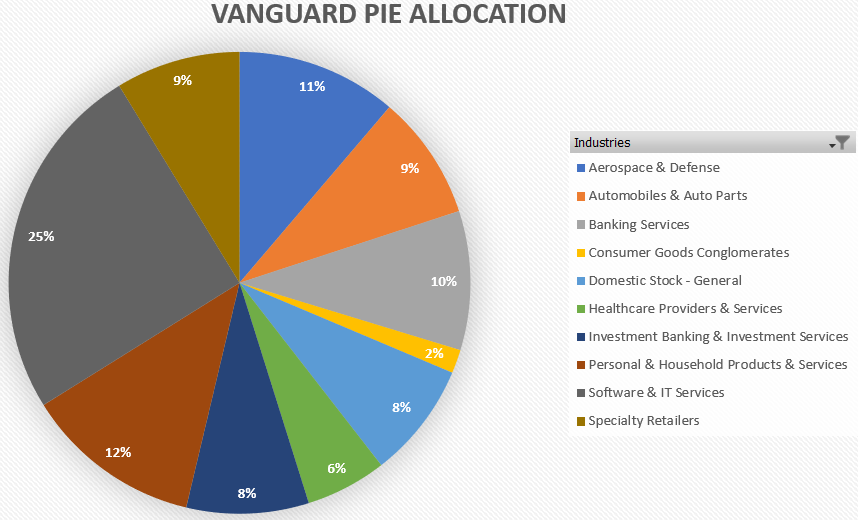 VANGUARD PIE ALLOCATION
9%
11%
9%
25%
10%
2%
8%
6%
8%
12%
Industries
Aerospace & Defense
Automobiles & Auto Parts
Banking Services
Consumer Goods Conglomerates
Domestic Stock - General
Healthcare Providers & Services
Investment Banking & Investment Services
Personal & Household Products & Services
Software & IT Services
Specialty Retailers